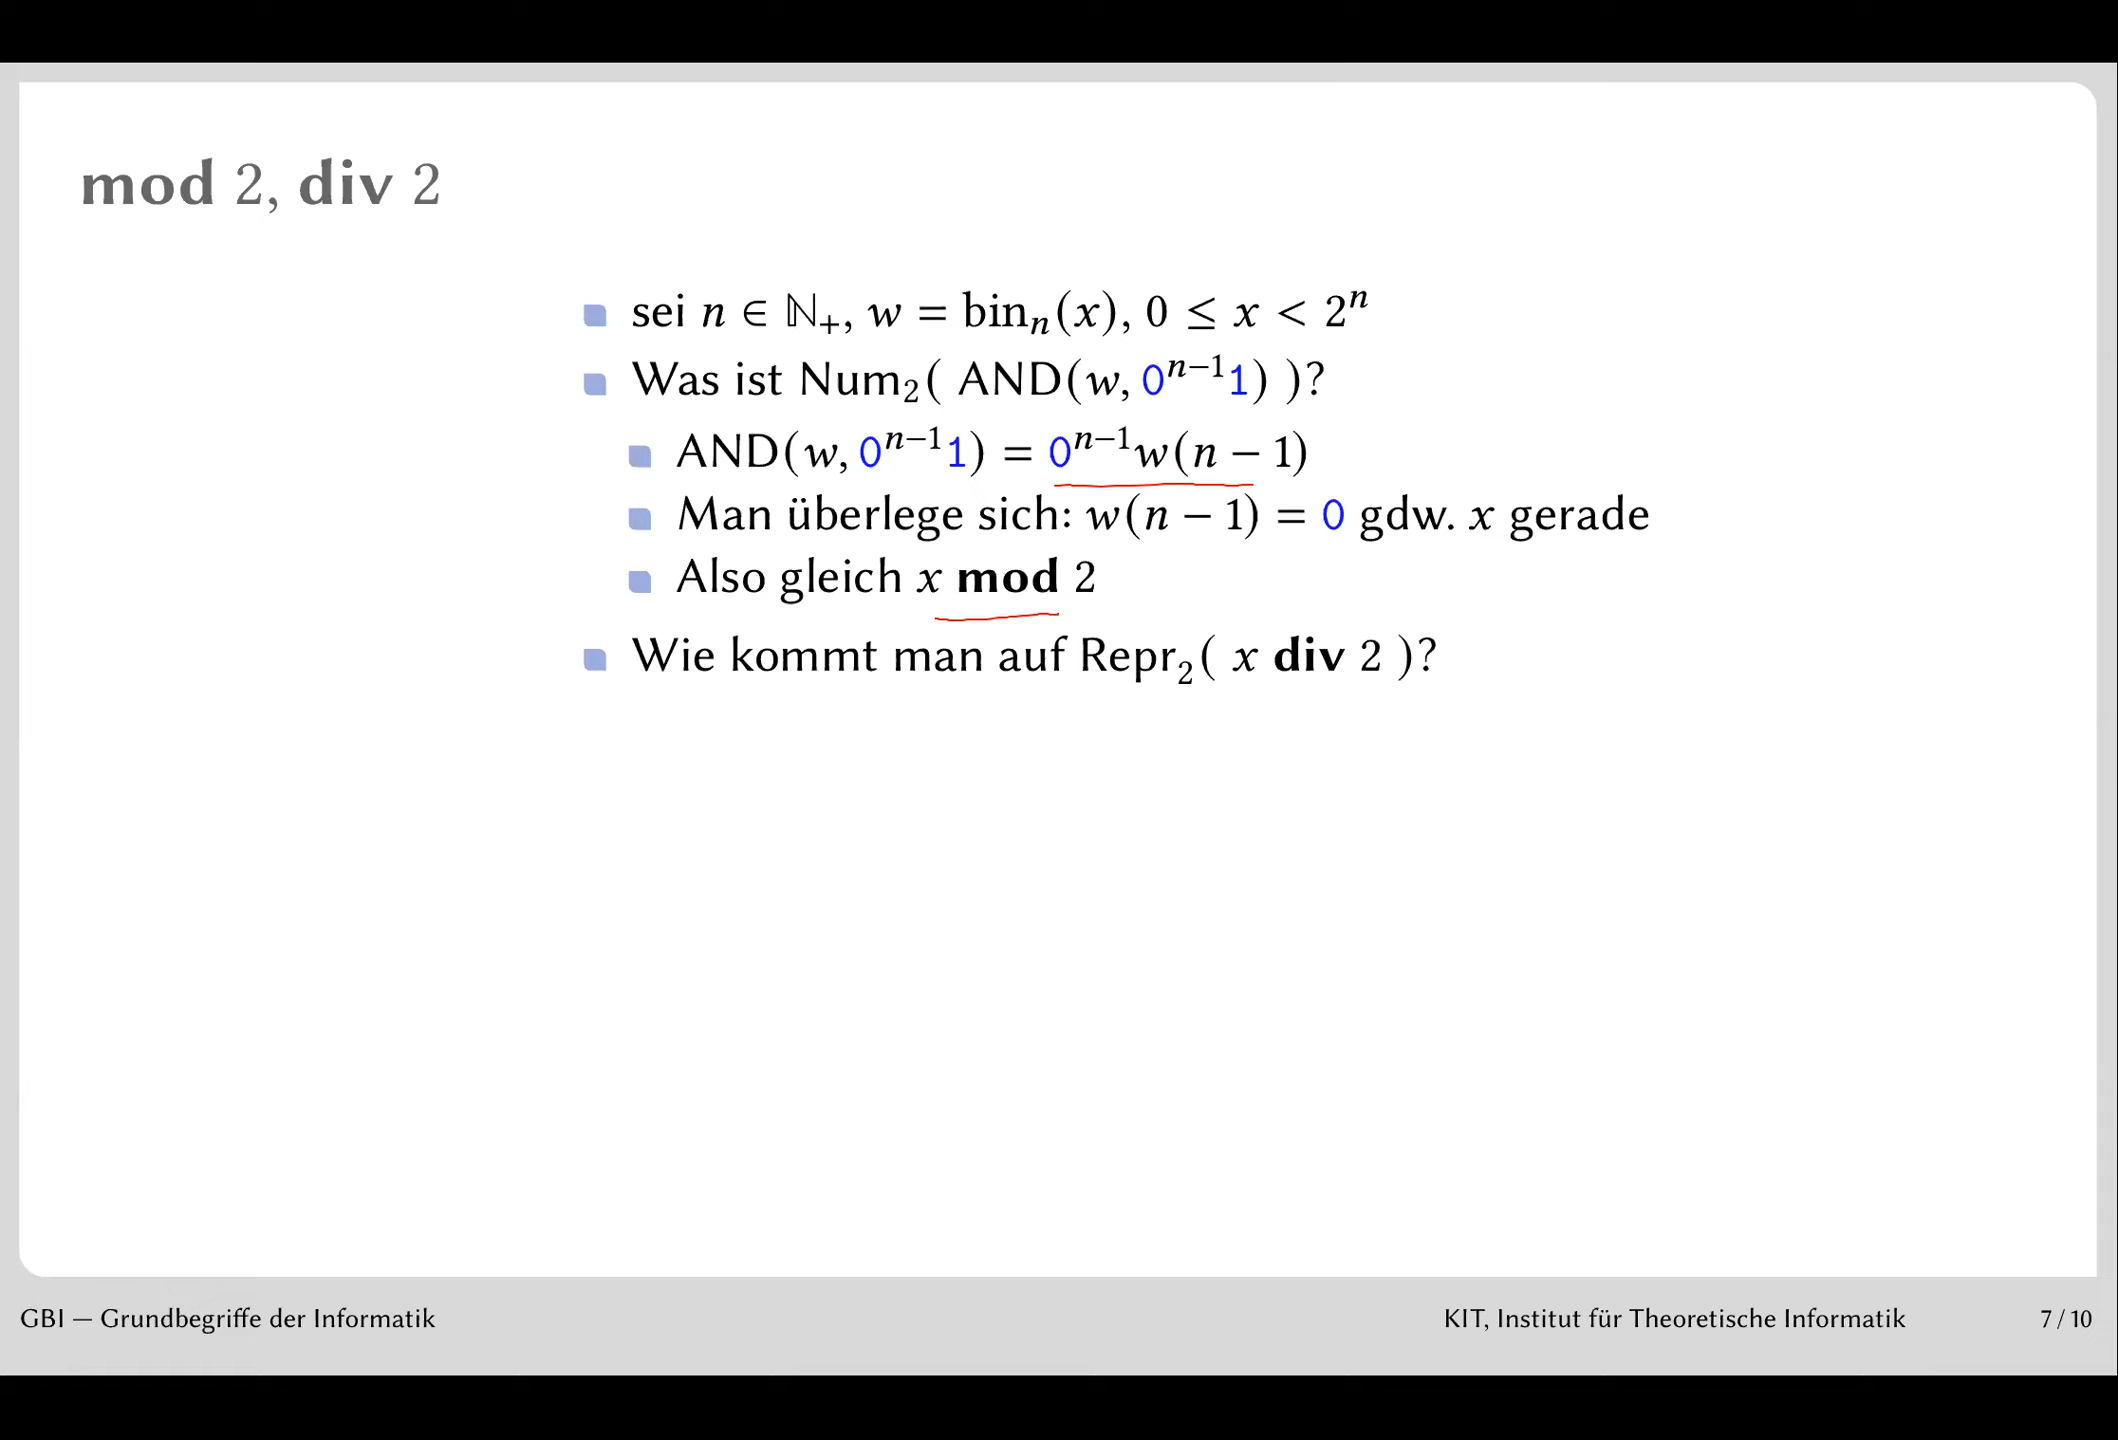 mod 2, div 2
sei n ∈ ℕ₊, w = binₙ(x), 0 ≤ x < 2ⁿ
Was ist Num₂( AND(w, 0ⁿ⁻¹1) )?
AND(w, 0ⁿ⁻¹1) = 0ⁿ⁻¹w(n − 1)
Man überlege sich: w(n − 1) = 0 gdw. x gerade
Also gleich x mod 2
Wie kommt man auf Repr₂( x div 2 )?
GBI — Grundbegriffe der Informatik KIT, Institut für Theoretische Informatik 7 / 10